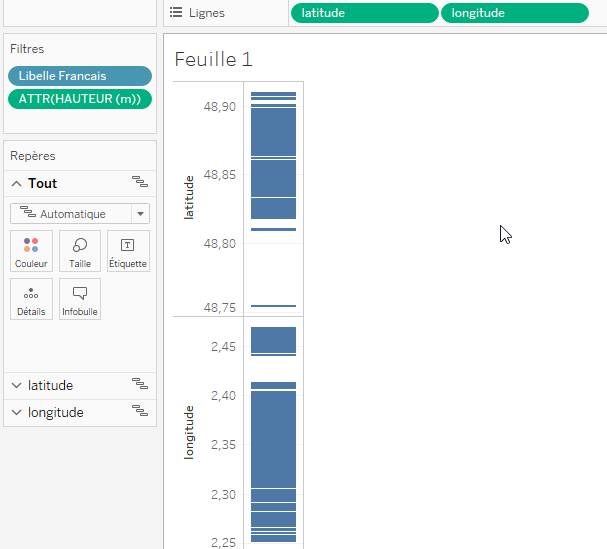 Lignes
latitude
longitude
Filtres
Libelle Francais
ATTR(HAUTEUR (m))
Repères
Tout
Automatique
Couleur
Taille
Étiquette
T
Détails
Infobulle
latitude
longitude
Feuille 1
48,90
48,85
48,80
48,75
latitude
2,45
2,40
2,35
2,30
2,25
longitude